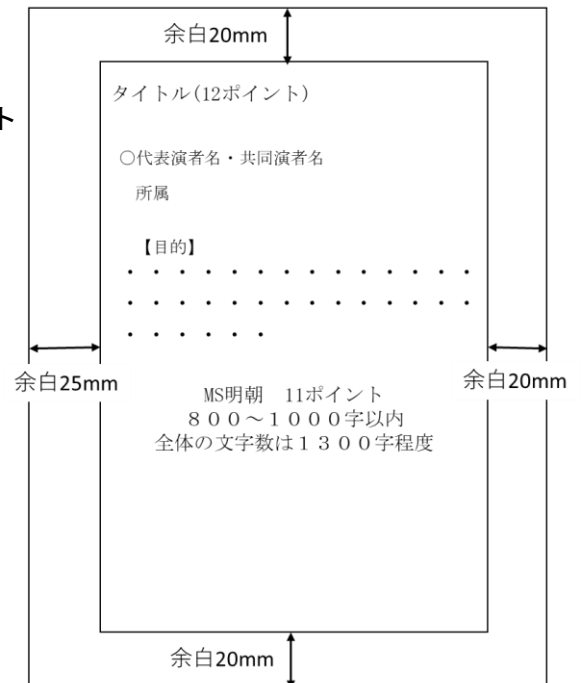 余白20mm
タイトル(12ポイント)
ト
○代表演者名・共同演者名
所属
【目的】
・・・・・・・・・・・・・・
・・・・・・・・・・・・・・
・・・・・・
余白25mm
余白20mm
MS明朝　11ポイント
８００～１０００字以内
全体の文字数は１３００字程度
余白20mm